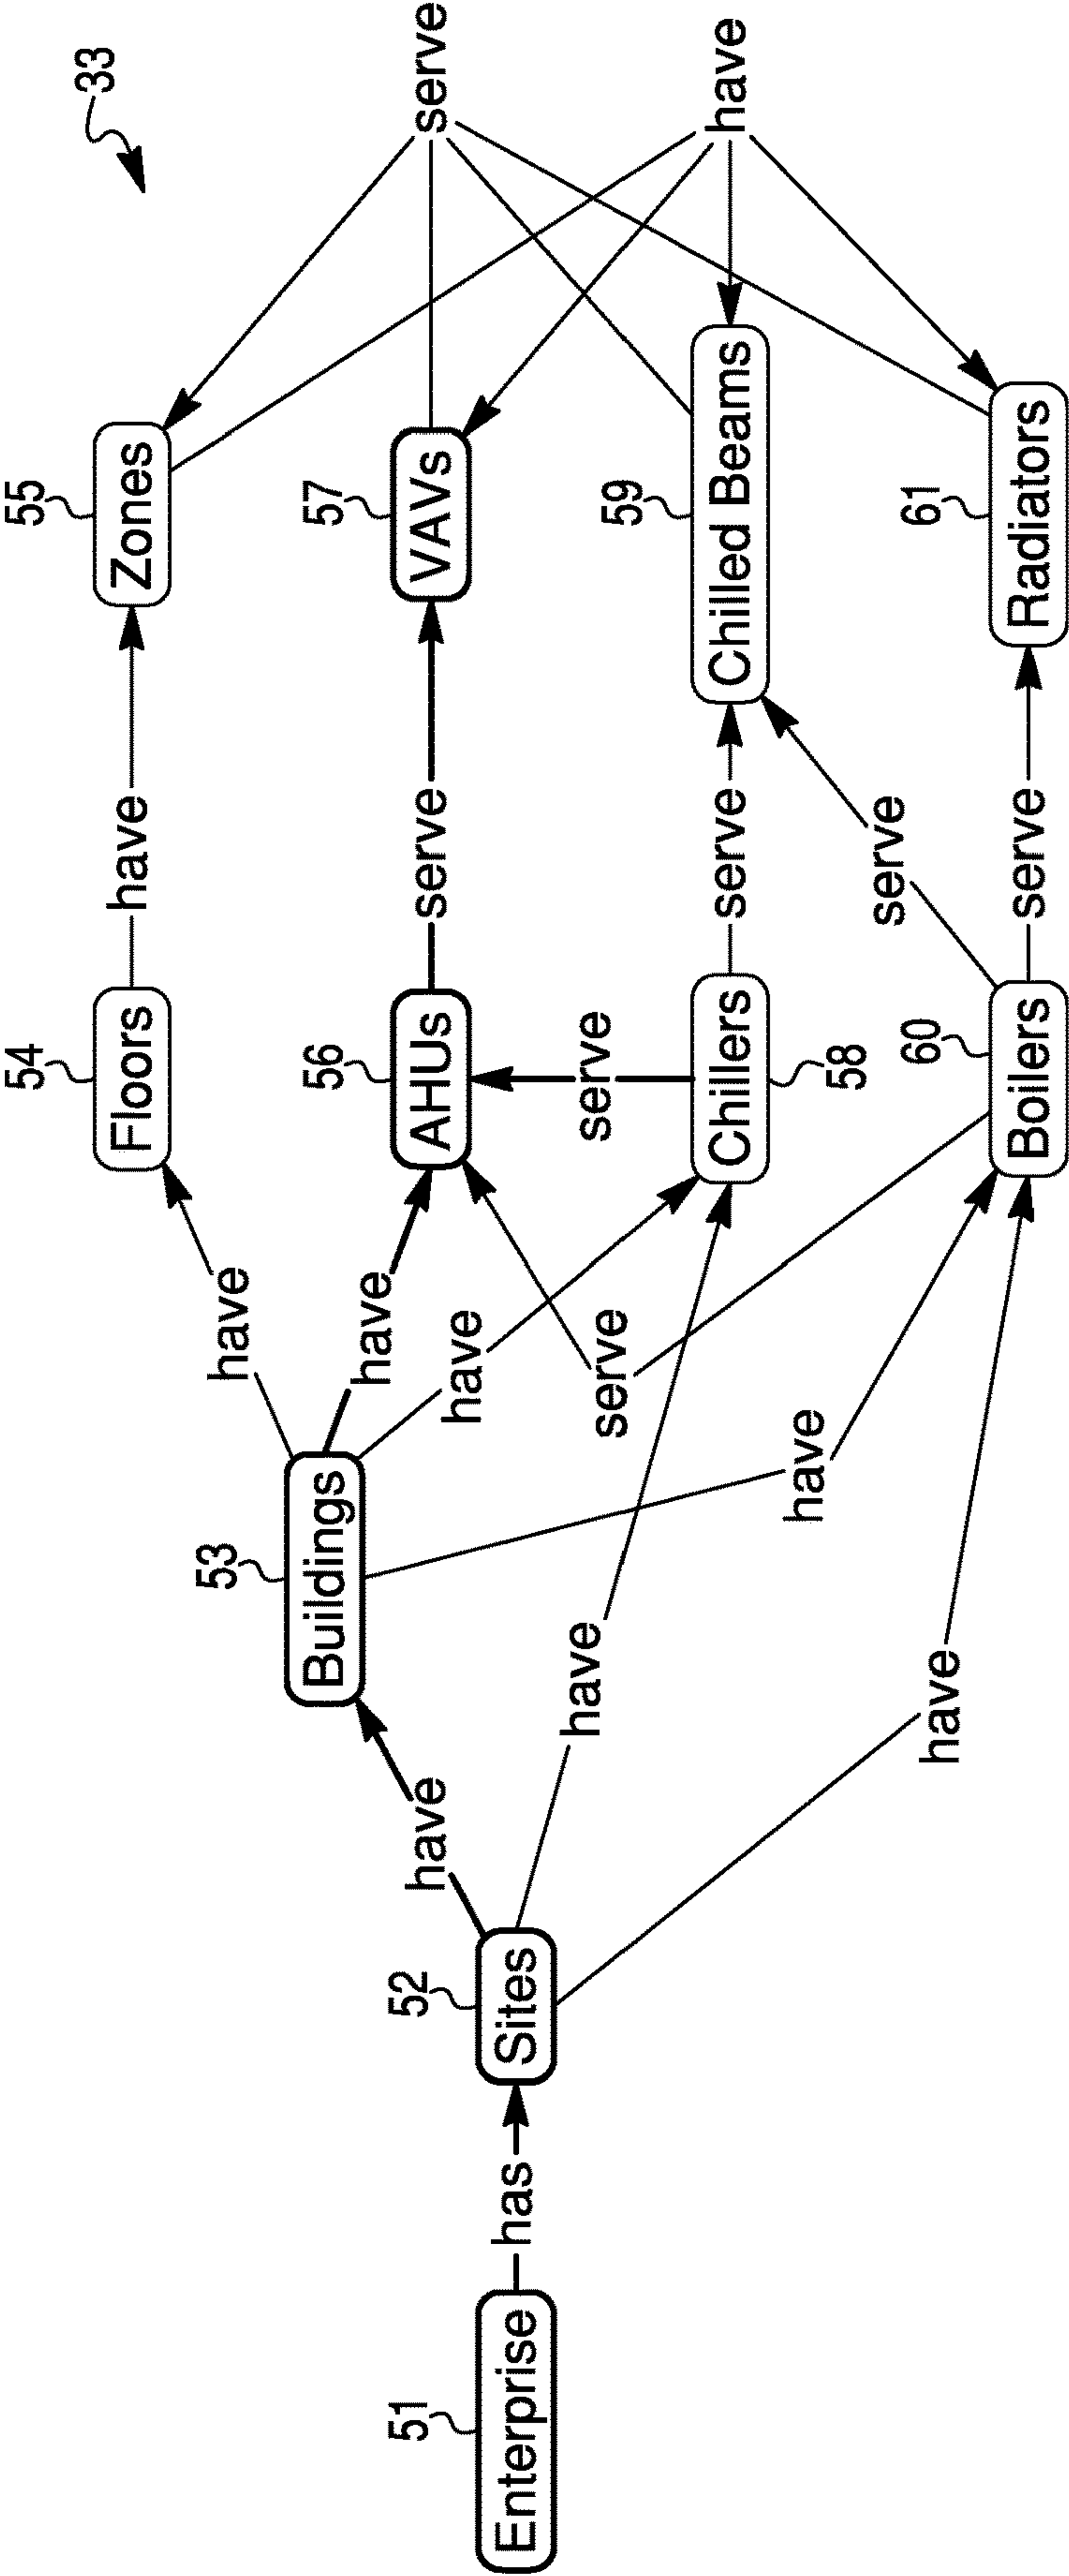 33
51
Enterprise
has
52
Sites
have
have
have
53
Buildings
have
have
have
have
serve
54
Floors
have
55
Zones
56
AHUs
serve
57
VAVs
serve
58
Chillers
serve
59
Chilled Beams
serve
60
Boilers
serve
61
Radiators
serve
have